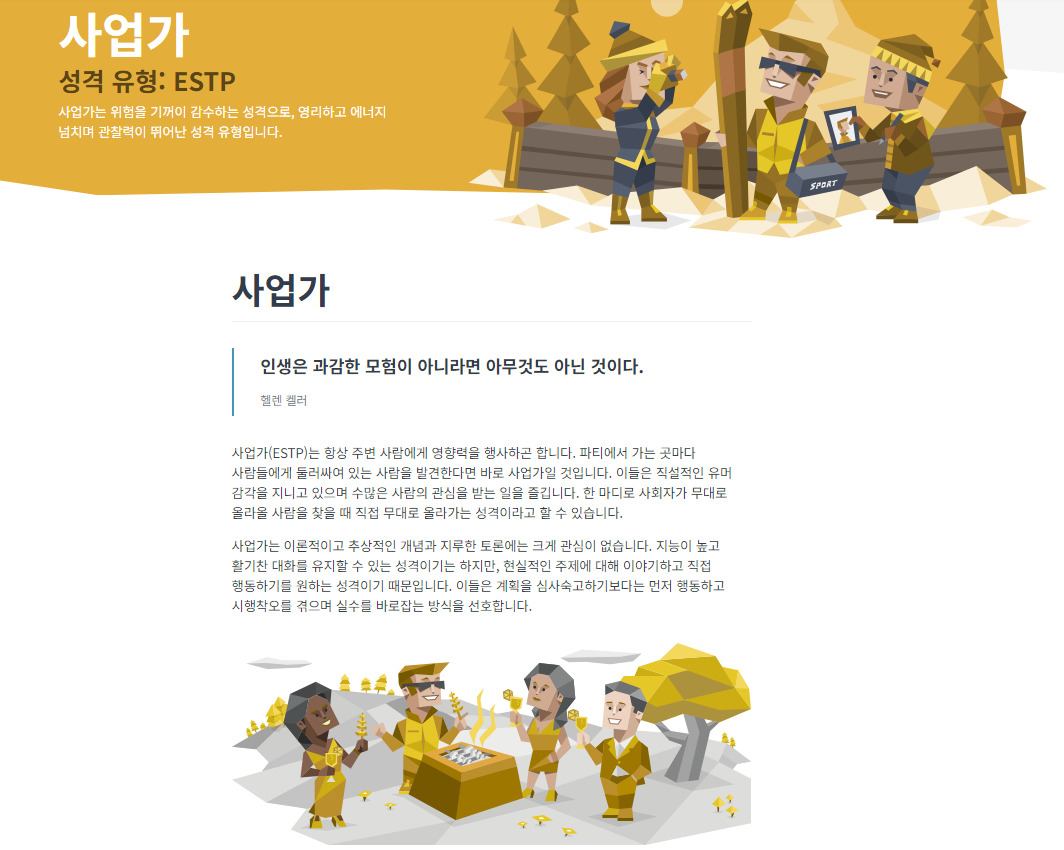 사업가
성격 유형: ESTP
사업가는 위험을 기꺼이 감수하는 성격으로, 영리하고 에너지
넘치며 관찰력이 뛰어난 성격 유형입니다.
SPORT
사업가
인생은 과감한 모험이 아니라면 아무것도 아닌 것이다.
헬렌 켈러
사업가(ESTP)는 항상 주변 사람에게 영향력을 행사하곤 합니다. 파티에서 가는 곳마다
사람들에게 둘러싸여 있는 사람을 발견한다면 바로 사업가일 것입니다. 이들은 직설적인 유머
감각을 지니고 있으며 수많은 사람의 관심을 받는 일을 즐깁니다. 한 마디로 사회자가 무대로
올라올 사람을 찾을 때 직접 무대로 올라가는 성격이라고 할 수 있습니다.
사업가는 이론적이고 추상적인 개념과 지루한 토론에는 크게 관심이 없습니다. 지능이 높고
활기찬 대화를 유지할 수 있는 성격이기는 하지만, 현실적인 주제에 대해 이야기하고 직접
행동하기를 원하는 성격이기 때문입니다. 이들은 계획을 심사숙고하기보다는 먼저 행동하고
시행착오를 겪으며 실수를 바로잡는 방식을 선호합니다.